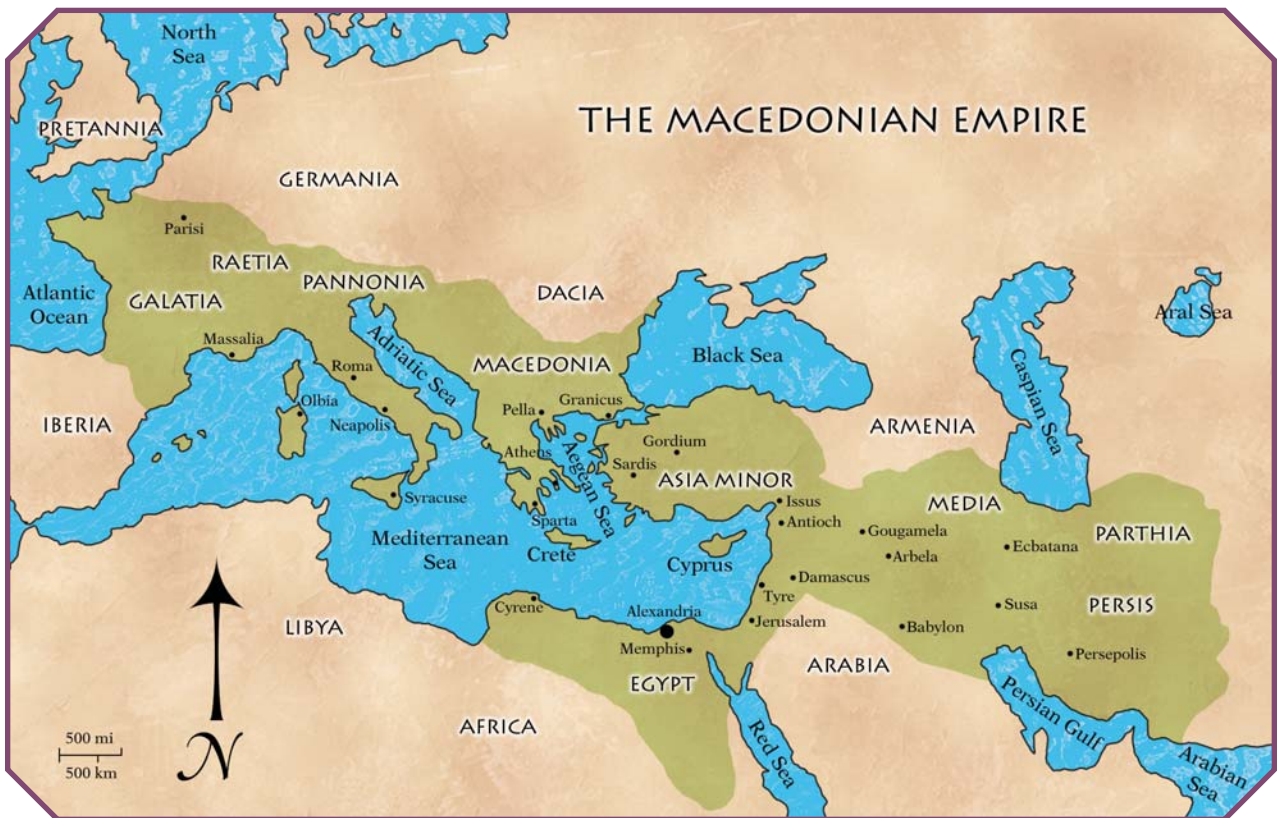 North
Sea
PRETANNIA
THE MACEDONIAN EMPIRE
GERMANIA
Parisi
RAETIA
PANNONIA
GALATIA
DACIA
Atlantic
Ocean
Aral Sea
Massalia
Adriatic Sea
Black Sea
Caspian Sea
Roma
MACEDONIA
Olbia
Neapolis
Pella
Granicus
IBERIA
ARMENIA
Gordium
Athens
Aegean Sea
Sardis
ASIA MINOR
Syracuse
Issus
MEDIA
Sparta
Antioch
Gougamela
PARTHIA
Mediterranean
Sea
Crete
Cyprus
Arbela
Ecbatana
Damascus
Tyre
Cyrene
Alexandria
Susa
PERSIS
LIBYA
Jerusalem
Babylon
Memphis
Persepolis
ARABIA
EGYPT
Persian Gulf
AFRICA
Red Sea
500 mi
500 km
N
Arabian
Sea